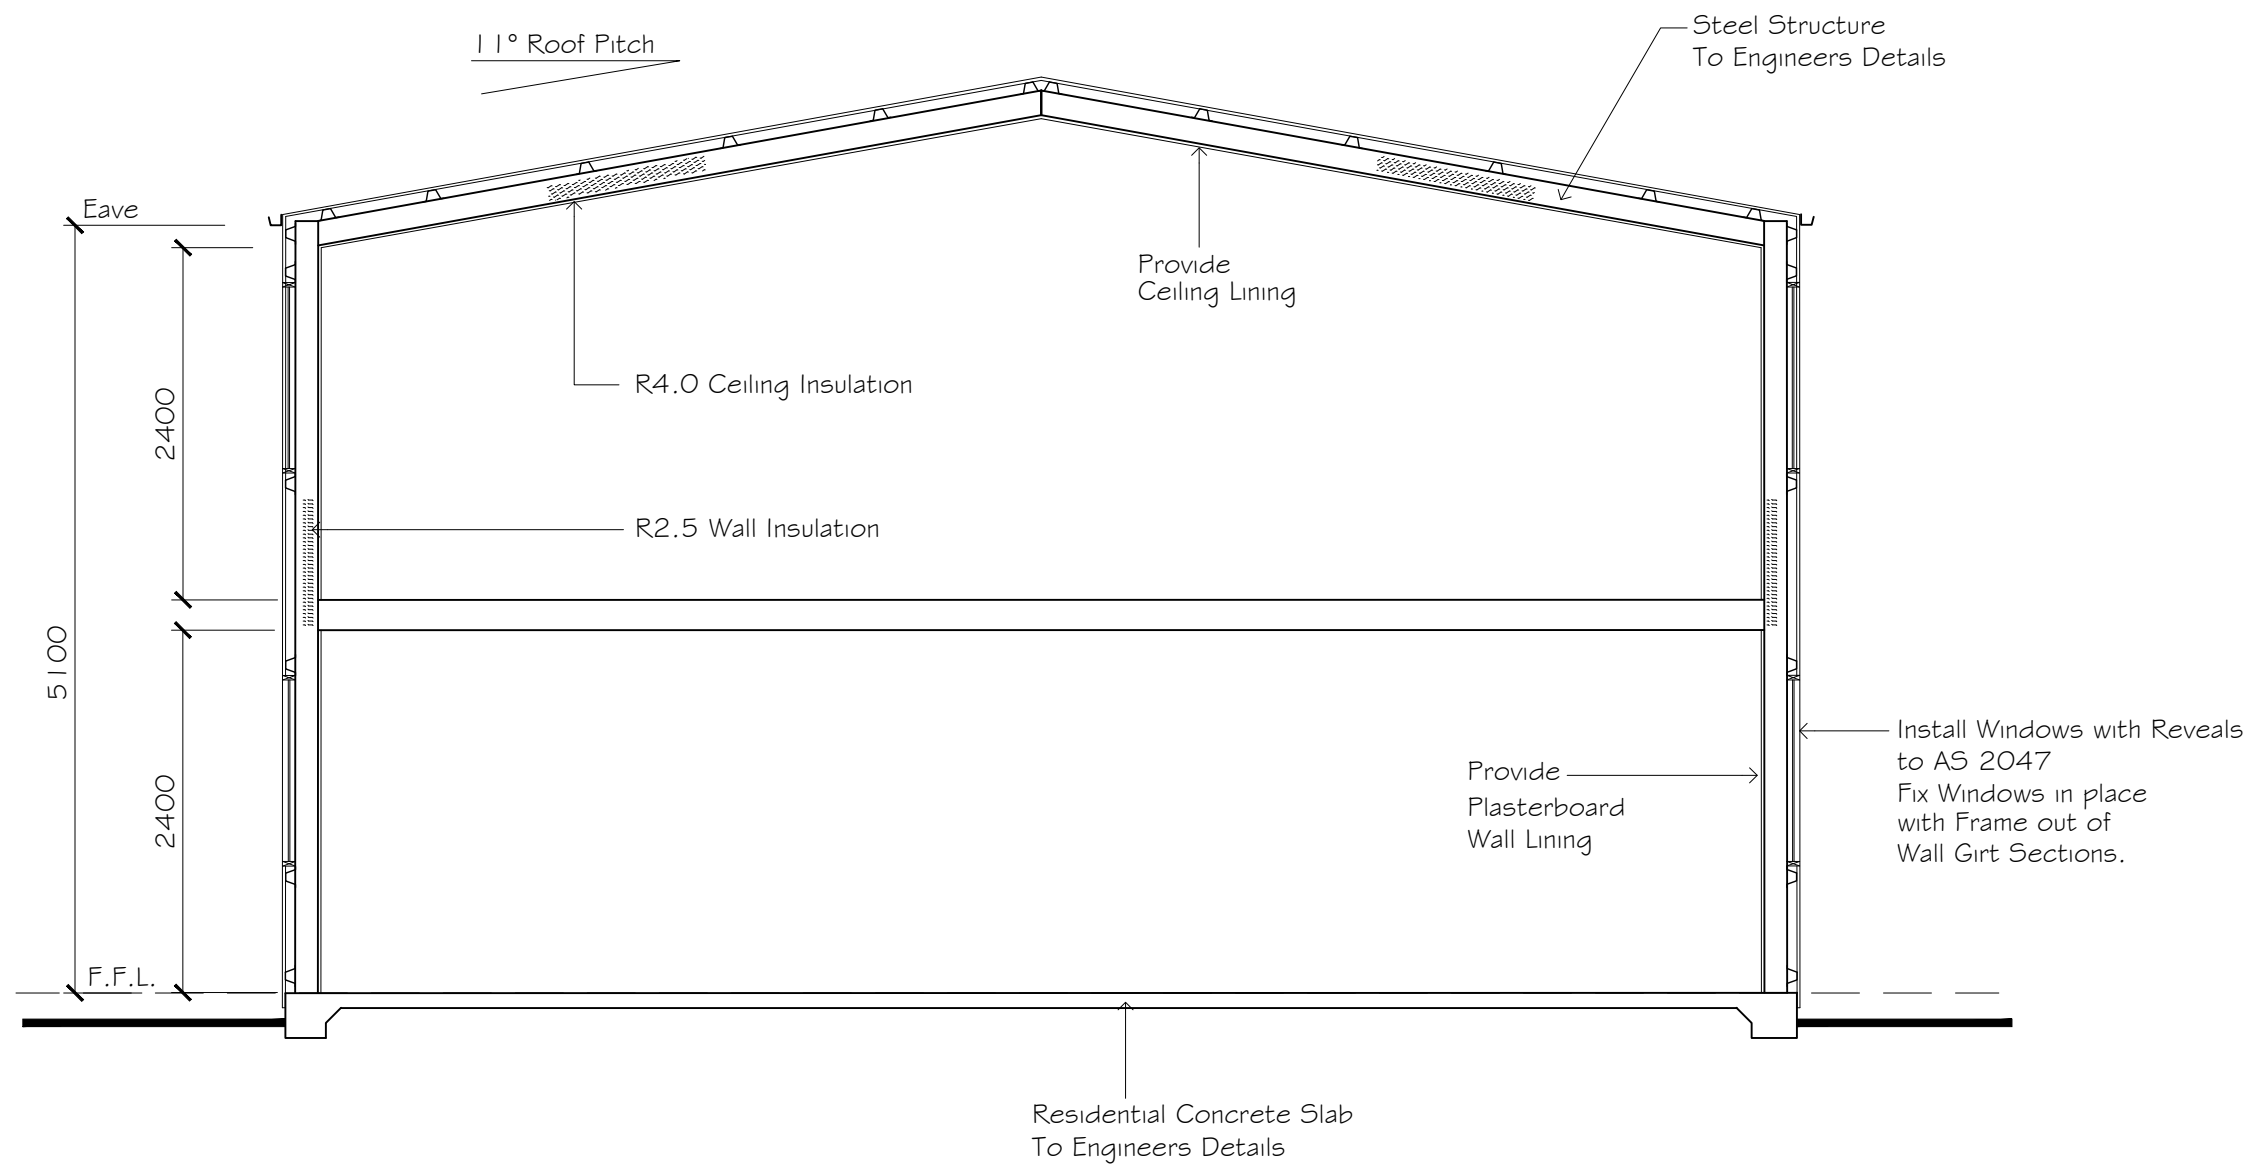 11° Roof Pitch
Steel Structure
To Engineers Details
Eave
Provide
Ceiling Lining
R4.0 Ceiling Insulation
2400
R2.5 Wall Insulation
5100
2400
Provide
Plasterboard
Wall Lining
Install Windows with Reveals
to AS 2047
Fix Windows in place
with Frame out of
Wall Girt Sections.
F.F.L.
Residential Concrete Slab
To Engineers Details